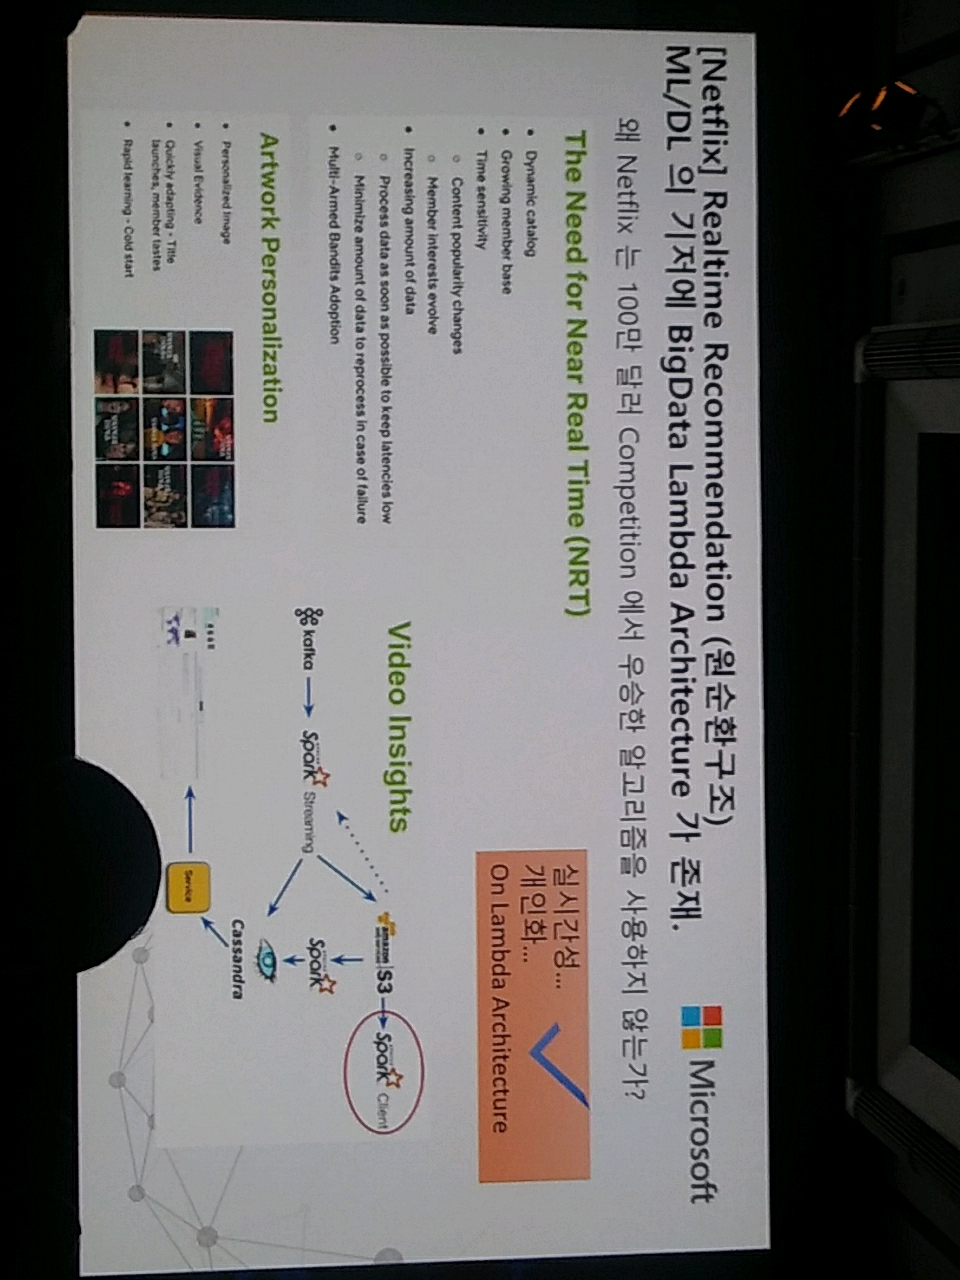 [Netflix] Realtime Recommendation (원순환구조)
ML/DL 의 기저에 BigData Lambda Architecture 가 존재.
Microsoft
왜 Netflix 는 100만 달러 Competition 에서 우승한 알고리즘을 사용하지 않는가?
The Need for Near Real Time (NRT)
• Dynamic catalog
• Growing member base
• Time sensitivity
○ Content popularity changes
○ Member interests evolve
• Increasing amount of data
○ Process data as soon as possible to keep latencies low
○ Minimize amount of data to reprocess in case of failure
• Multi-Armed Bandits Adoption
실시간성...
개인화...
On Lambda Architecture
Artwork Personalization
• Personalized Image
• Visual Evidence
• Quickly adapting - Title
launches, member tastes
• Rapid learning - Cold start
Video Insights
kafka
Spark Streaming
amazon S3
Spark Client
Spark
Cassandra
Service